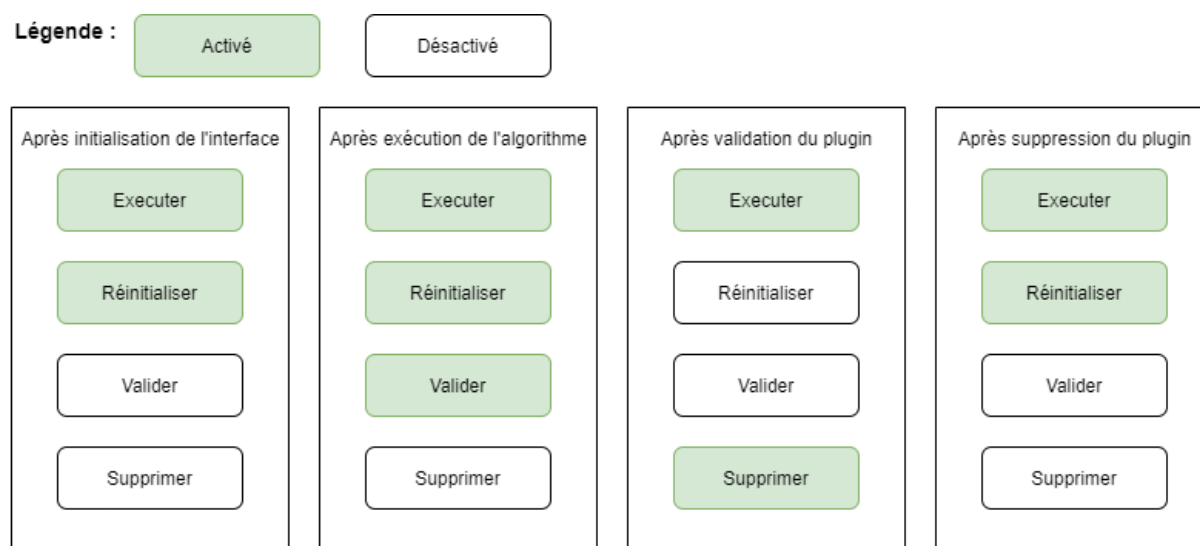 Légende :
Activé
Désactivé
Après initialisation de l'interface
Executer
Réinitialiser
Valider
Supprimer
Après exécution de l'algorithme
Executer
Réinitialiser
Valider
Supprimer
Après validation du plugin
Executer
Réinitialiser
Valider
Supprimer
Après suppression du plugin
Executer
Réinitialiser
Valider
Supprimer